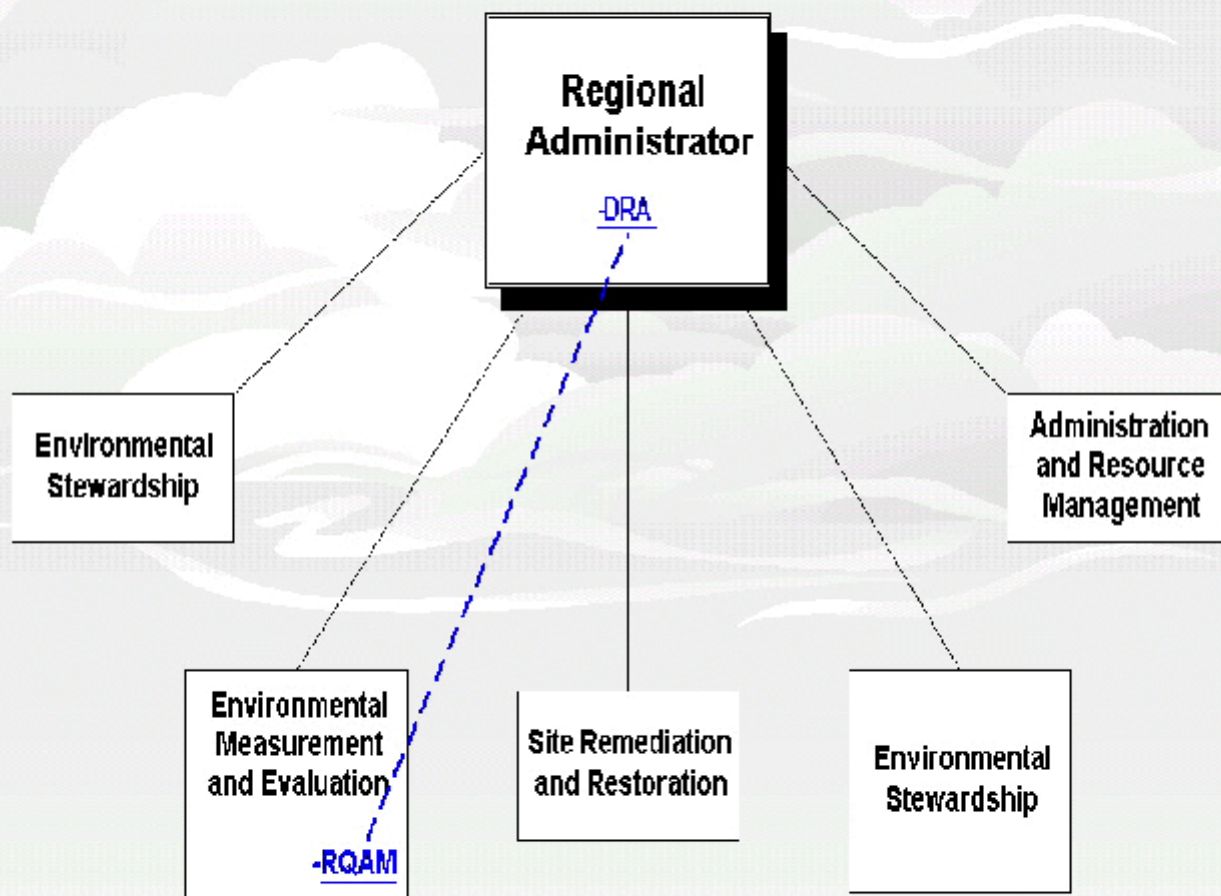 Regional
Administrator
-DRA
Environmental
Stewardship
Administration
and Resource
Management
Environmental
Measurement
and Evaluation
-RQAM
Site Remediation
and Restoration
Environmental
Stewardship